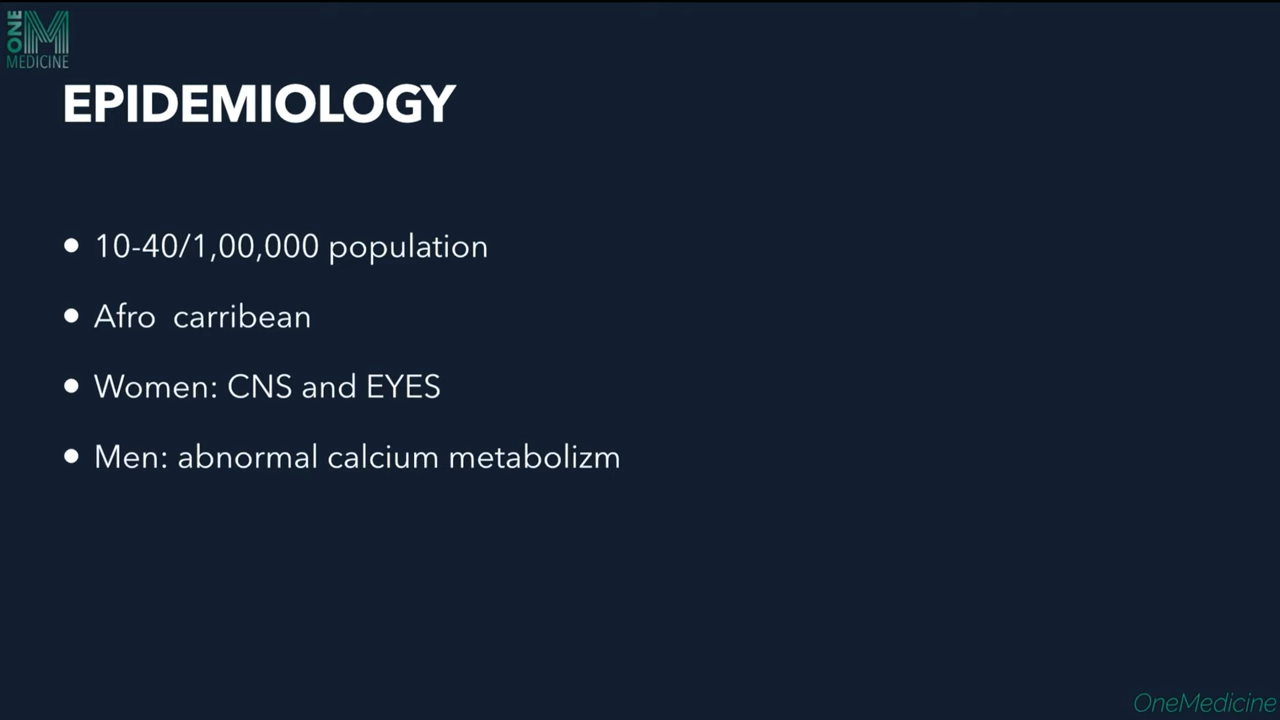 ONE
M
MEDICINE
EPIDEMIOLOGY
• 10-40/1,00,000 population
• Afro  carribean
• Women: CNS and EYES
• Men: abnormal calcium metabolizm
OneMedicine